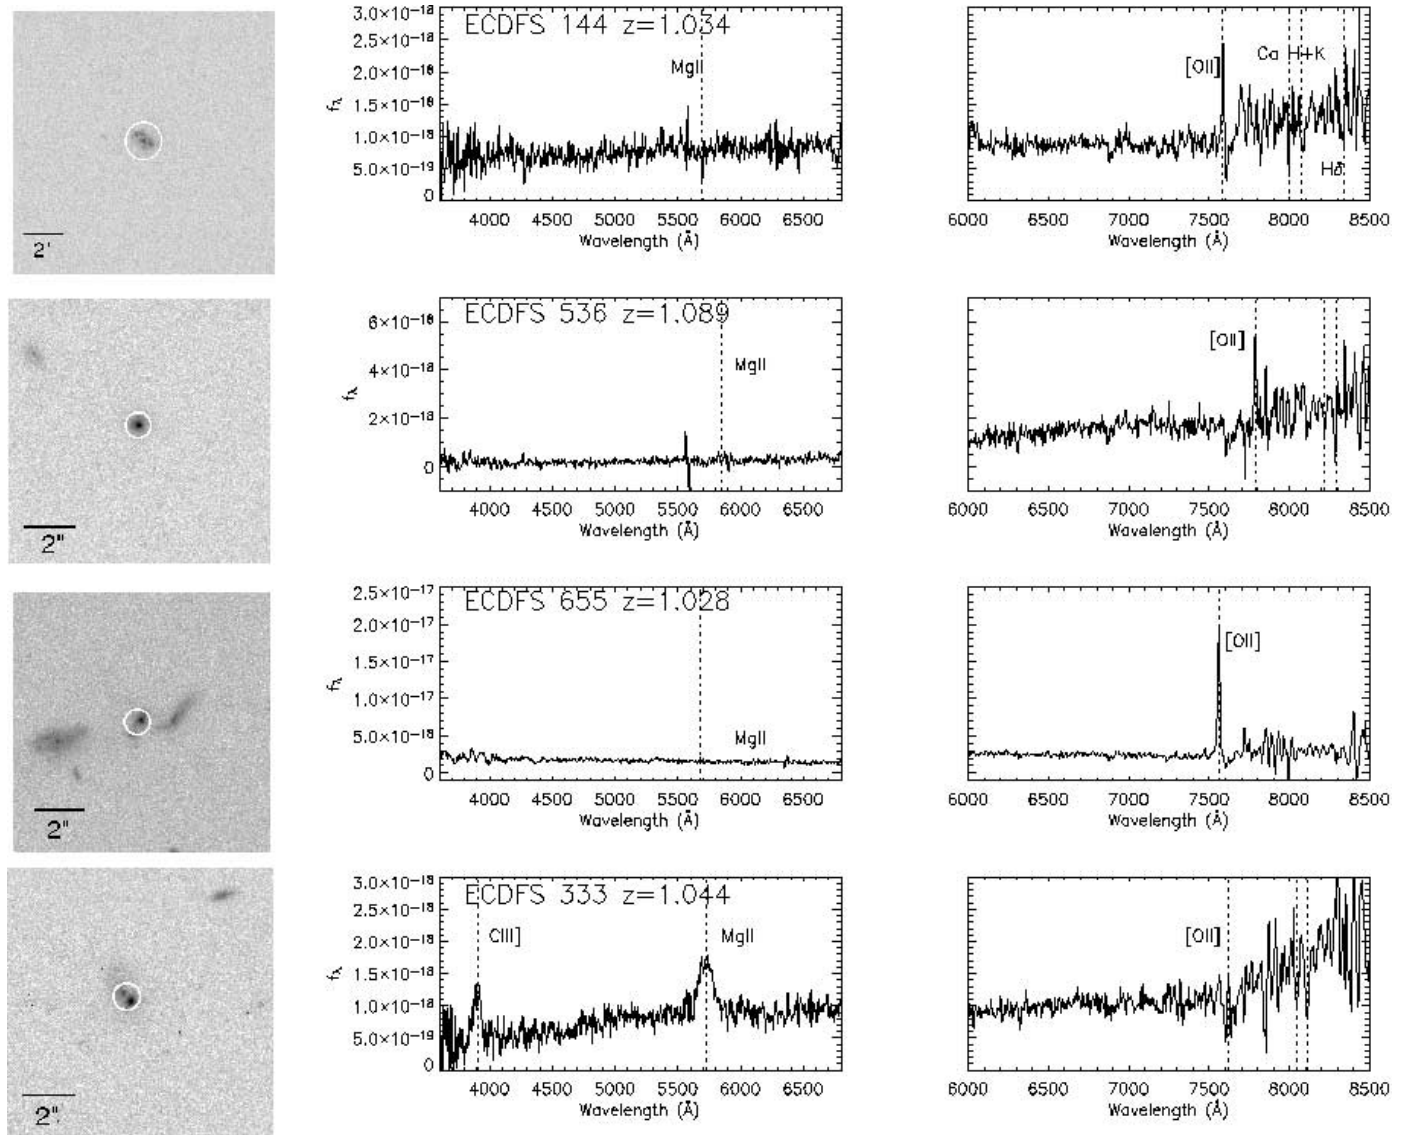 ECDFS 144 z=1.034
MgII
fλ
3.0×10⁻¹⁸
2.5×10⁻¹⁸
2.0×10⁻¹⁸
1.5×10⁻¹⁸
1.0×10⁻¹⁸
5.0×10⁻¹⁹
0
4000 4500 5000 5500 6000 6500
Wavelength (Å)
[OII]
Ca H+K
Hδ
6000 6500 7000 7500 8000 8500
Wavelength (Å)
2'
ECDFS 536 z=1.089
MgII
fλ
6×10⁻¹⁸
4×10⁻¹⁸
2×10⁻¹⁸
0
4000 4500 5000 5500 6000 6500
Wavelength (Å)
[OII]
6000 6500 7000 7500 8000 8500
Wavelength (Å)
2"
ECDFS 655 z=1.028
MgII
fλ
2.5×10⁻¹⁷
2.0×10⁻¹⁷
1.5×10⁻¹⁷
1.0×10⁻¹⁷
5.0×10⁻¹⁸
0
4000 4500 5000 5500 6000 6500
Wavelength (Å)
[OII]
6000 6500 7000 7500 8000 8500
Wavelength (Å)
2"
ECDFS 333 z=1.044
CIII]
MgII
fλ
3.0×10⁻¹⁸
2.5×10⁻¹⁸
2.0×10⁻¹⁸
1.5×10⁻¹⁸
1.0×10⁻¹⁸
5.0×10⁻¹⁹
0
4000 4500 5000 5500 6000 6500
Wavelength (Å)
[OII]
6000 6500 7000 7500 8000 8500
Wavelength (Å)
2"